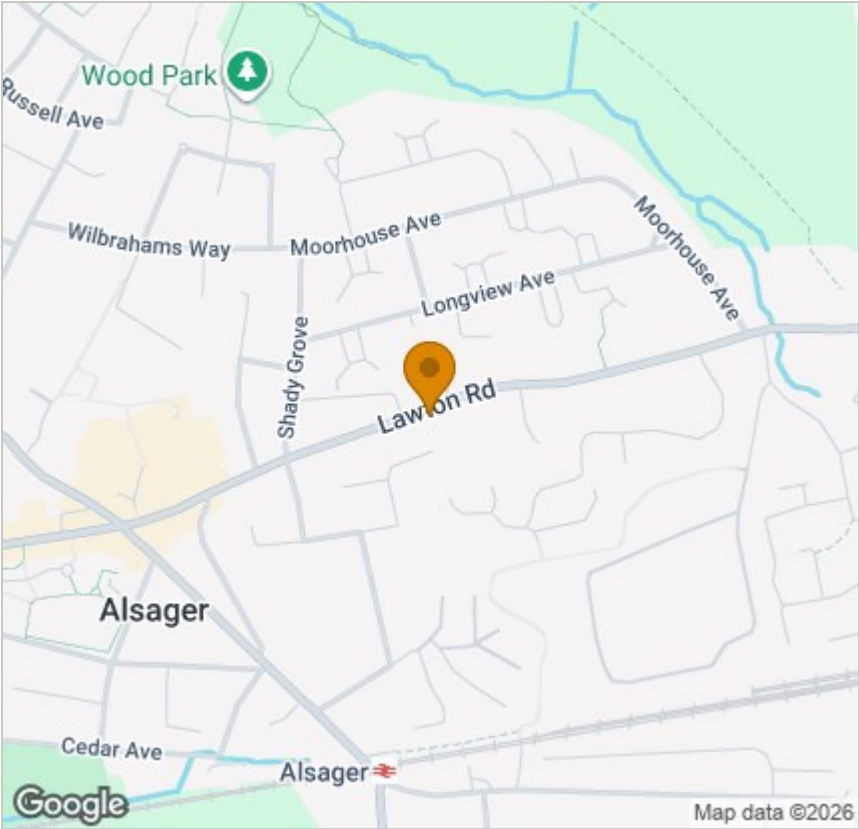 Wood Park
Russell Ave
Wilbrahams Way
Moorhouse Ave
Moorhouse Ave
Longview Ave
Shady Grove
Lawton Rd
Alsager
Cedar Ave
Alsager
Google
Map data ©2026